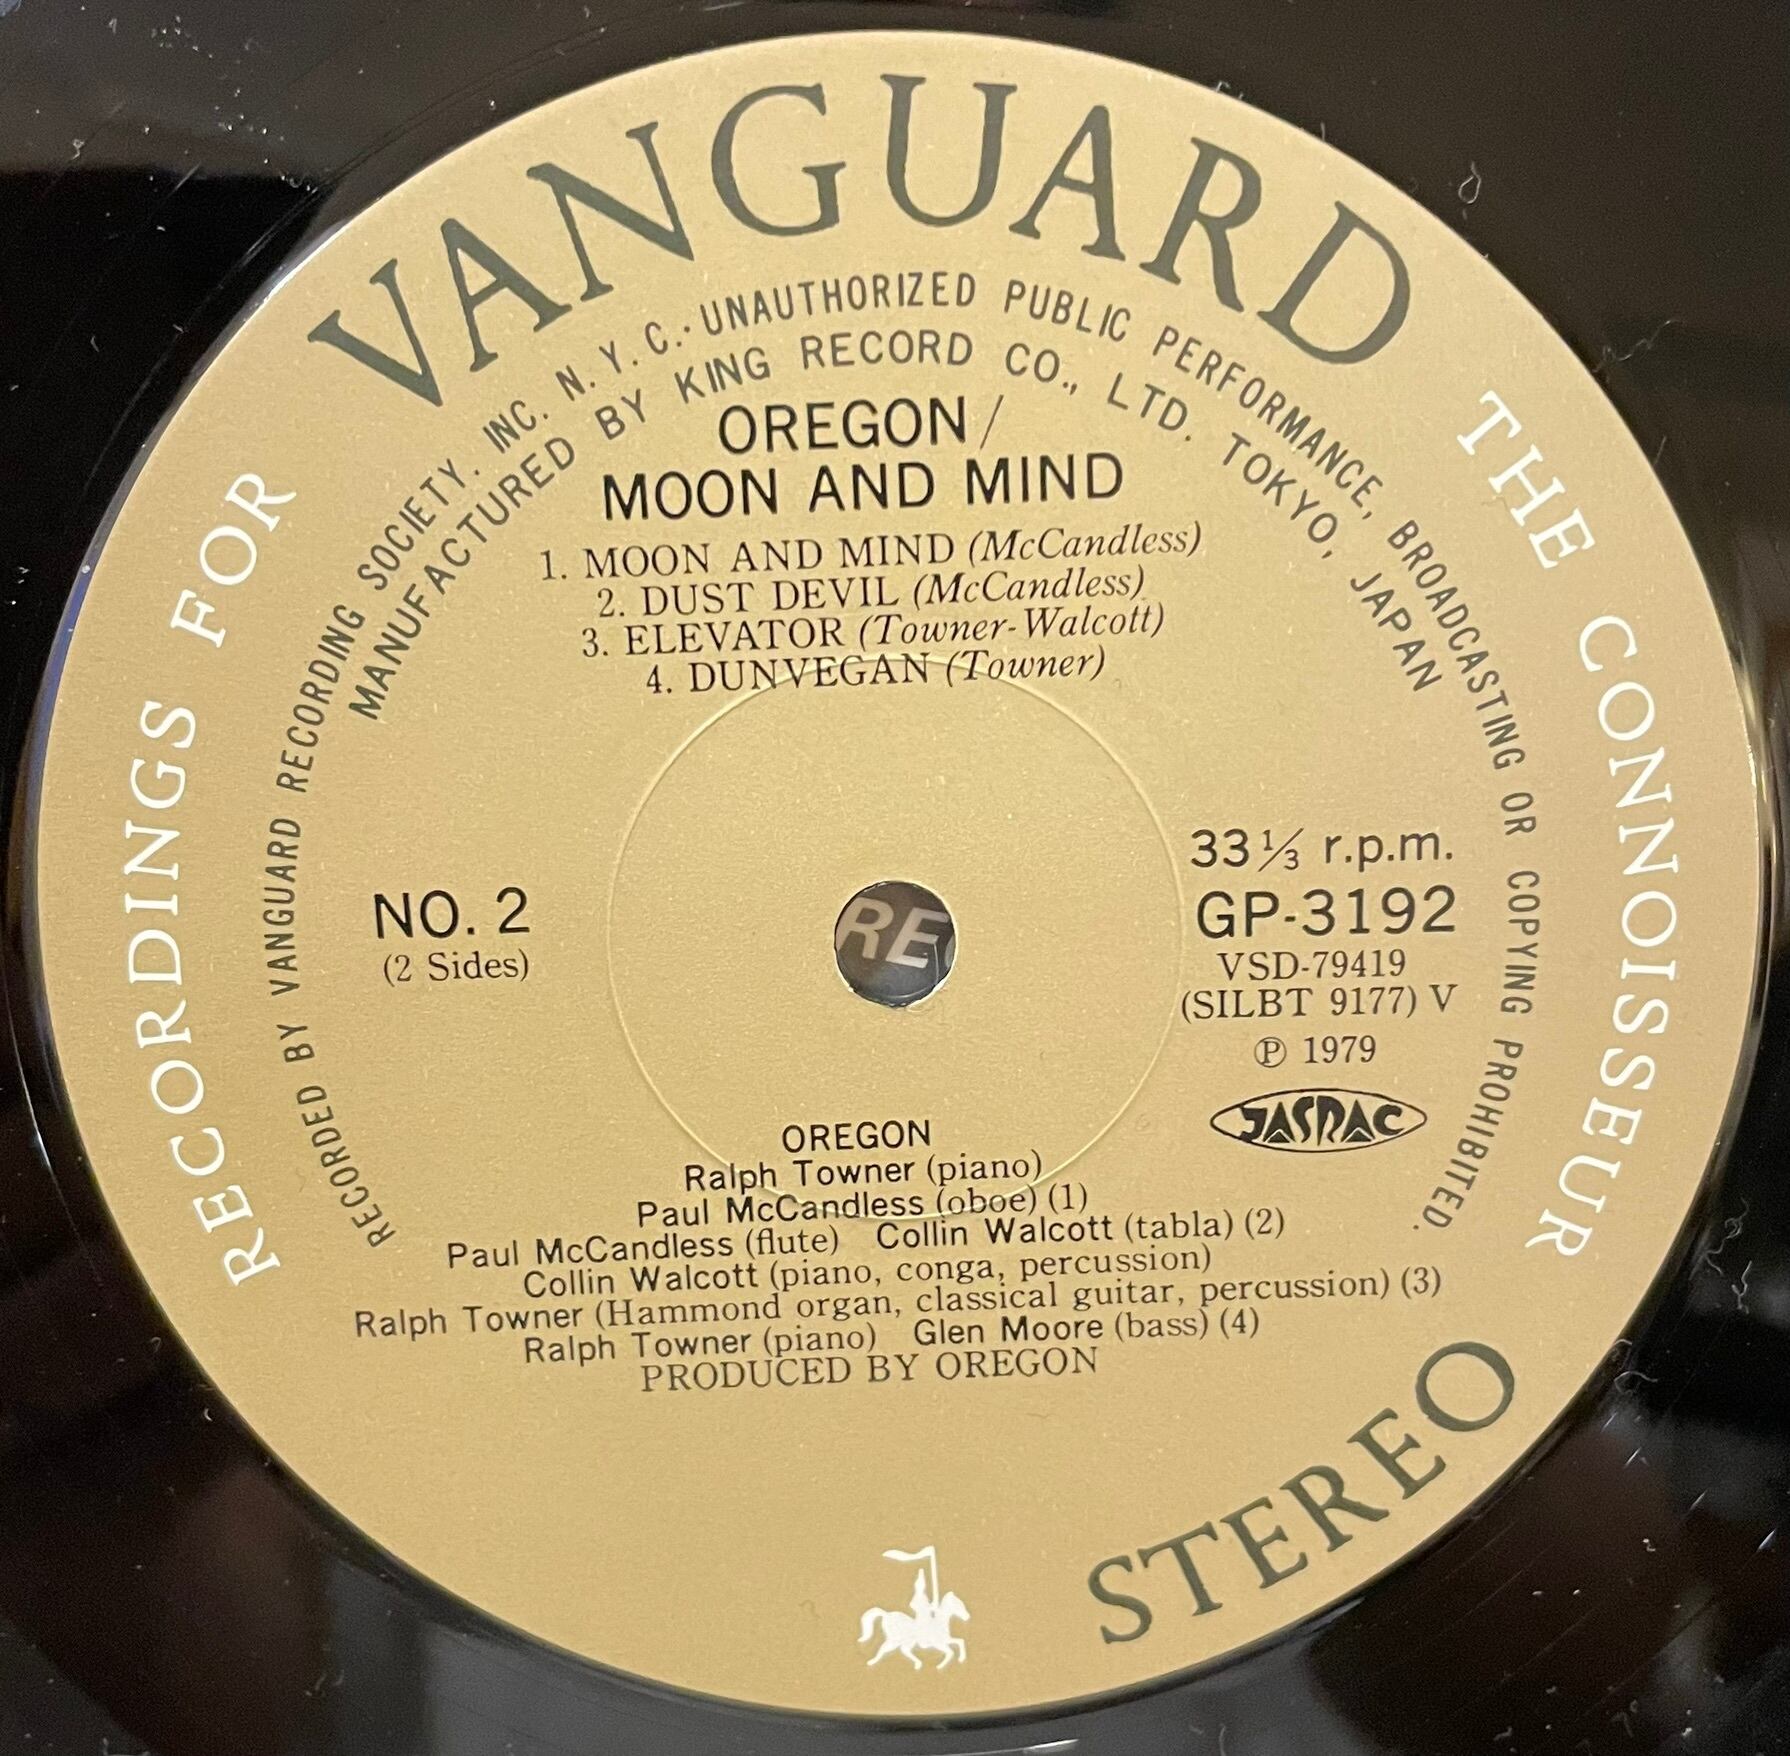 VANGUARD
RECORDINGS FOR THE CONNOISSEUR
RECORDED BY VANGUARD RECORDING SOCIETY. INC. N. Y. C.·UNAUTHORIZED PUBLIC PERFORMANCE, BROADCASTING OR COPYING PROHIBITED.
MANUFACTURED BY KING RECORD CO., LTD. TOKYO, JAPAN
OREGON/
MOON AND MIND
1. MOON AND MIND (McCandless)
2. DUST DEVIL (McCandless)
3. ELEVATOR (Towner-Walcott)
4. DUNVEGAN (Towner)
NO. 2
(2 Sides)
RE
33⅓ r.p.m.
GP-3192
VSD-79419
(SILBT 9177) V
℗ 1979
JASRAC
OREGON
Ralph Towner (piano)
Paul McCandless (oboe) (1)
Paul McCandless (flute) Collin Walcott (tabla) (2)
Collin Walcott (piano, conga, percussion)
Ralph Towner (Hammond organ, classical guitar, percussion) (3)
Ralph Towner (piano) Glen Moore (bass) (4)
PRODUCED BY OREGON
STEREO